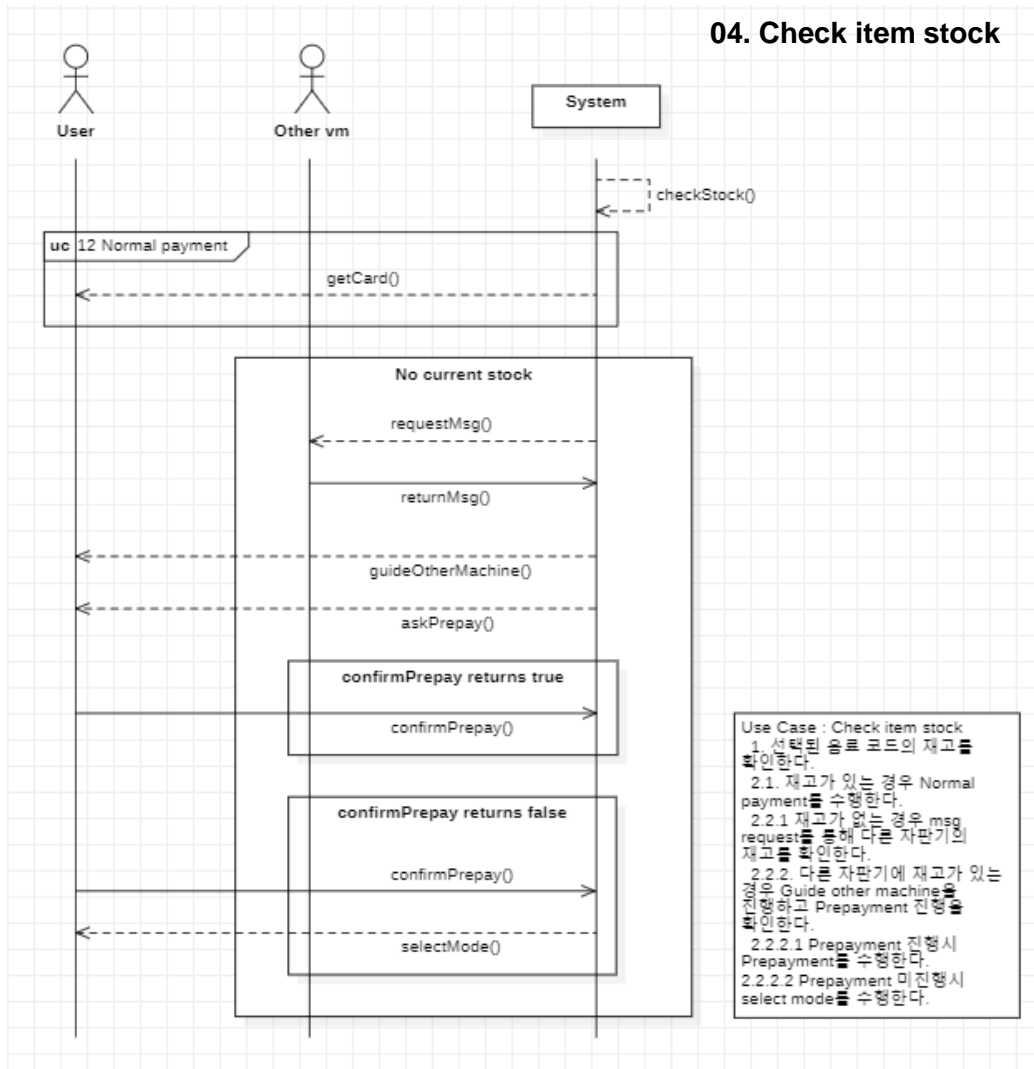 04. Check item stock
User
Other vm
System
checkStock()
uc 12 Normal payment
getCard()
No current stock
requestMsg()
returnMsg()
guideOtherMachine()
askPrepay()
confirmPrepay returns true
confirmPrepay()
confirmPrepay returns false
confirmPrepay()
selectMode()
Use Case : Check item stock
1. 선택된 음료 코드의 재고를
확인한다.
2.1. 재고가 있는 경우 Normal
payment를 수행한다.
2.2.1 재고가 없는 경우 msg
request를 통해 다른 자판기의
재고를 확인한다.
2.2.2. 다른 자판기에 재고가 있는
경우 Guide other machine을
진행하고 Prepayment 진행을
확인한다.
2.2.2.1 Prepayment 진행시
Prepayment를 수행한다.
2.2.2.2 Prepayment 미진행시
select mode를 수행한다.